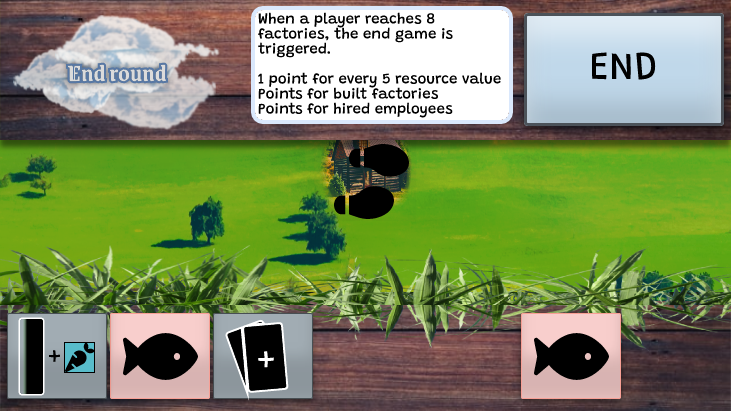 End round
When a player reaches 8
factories, the end game is
triggered.
1 point for every 5 resource value
Points for built factories
Points for hired employees
END
+
+